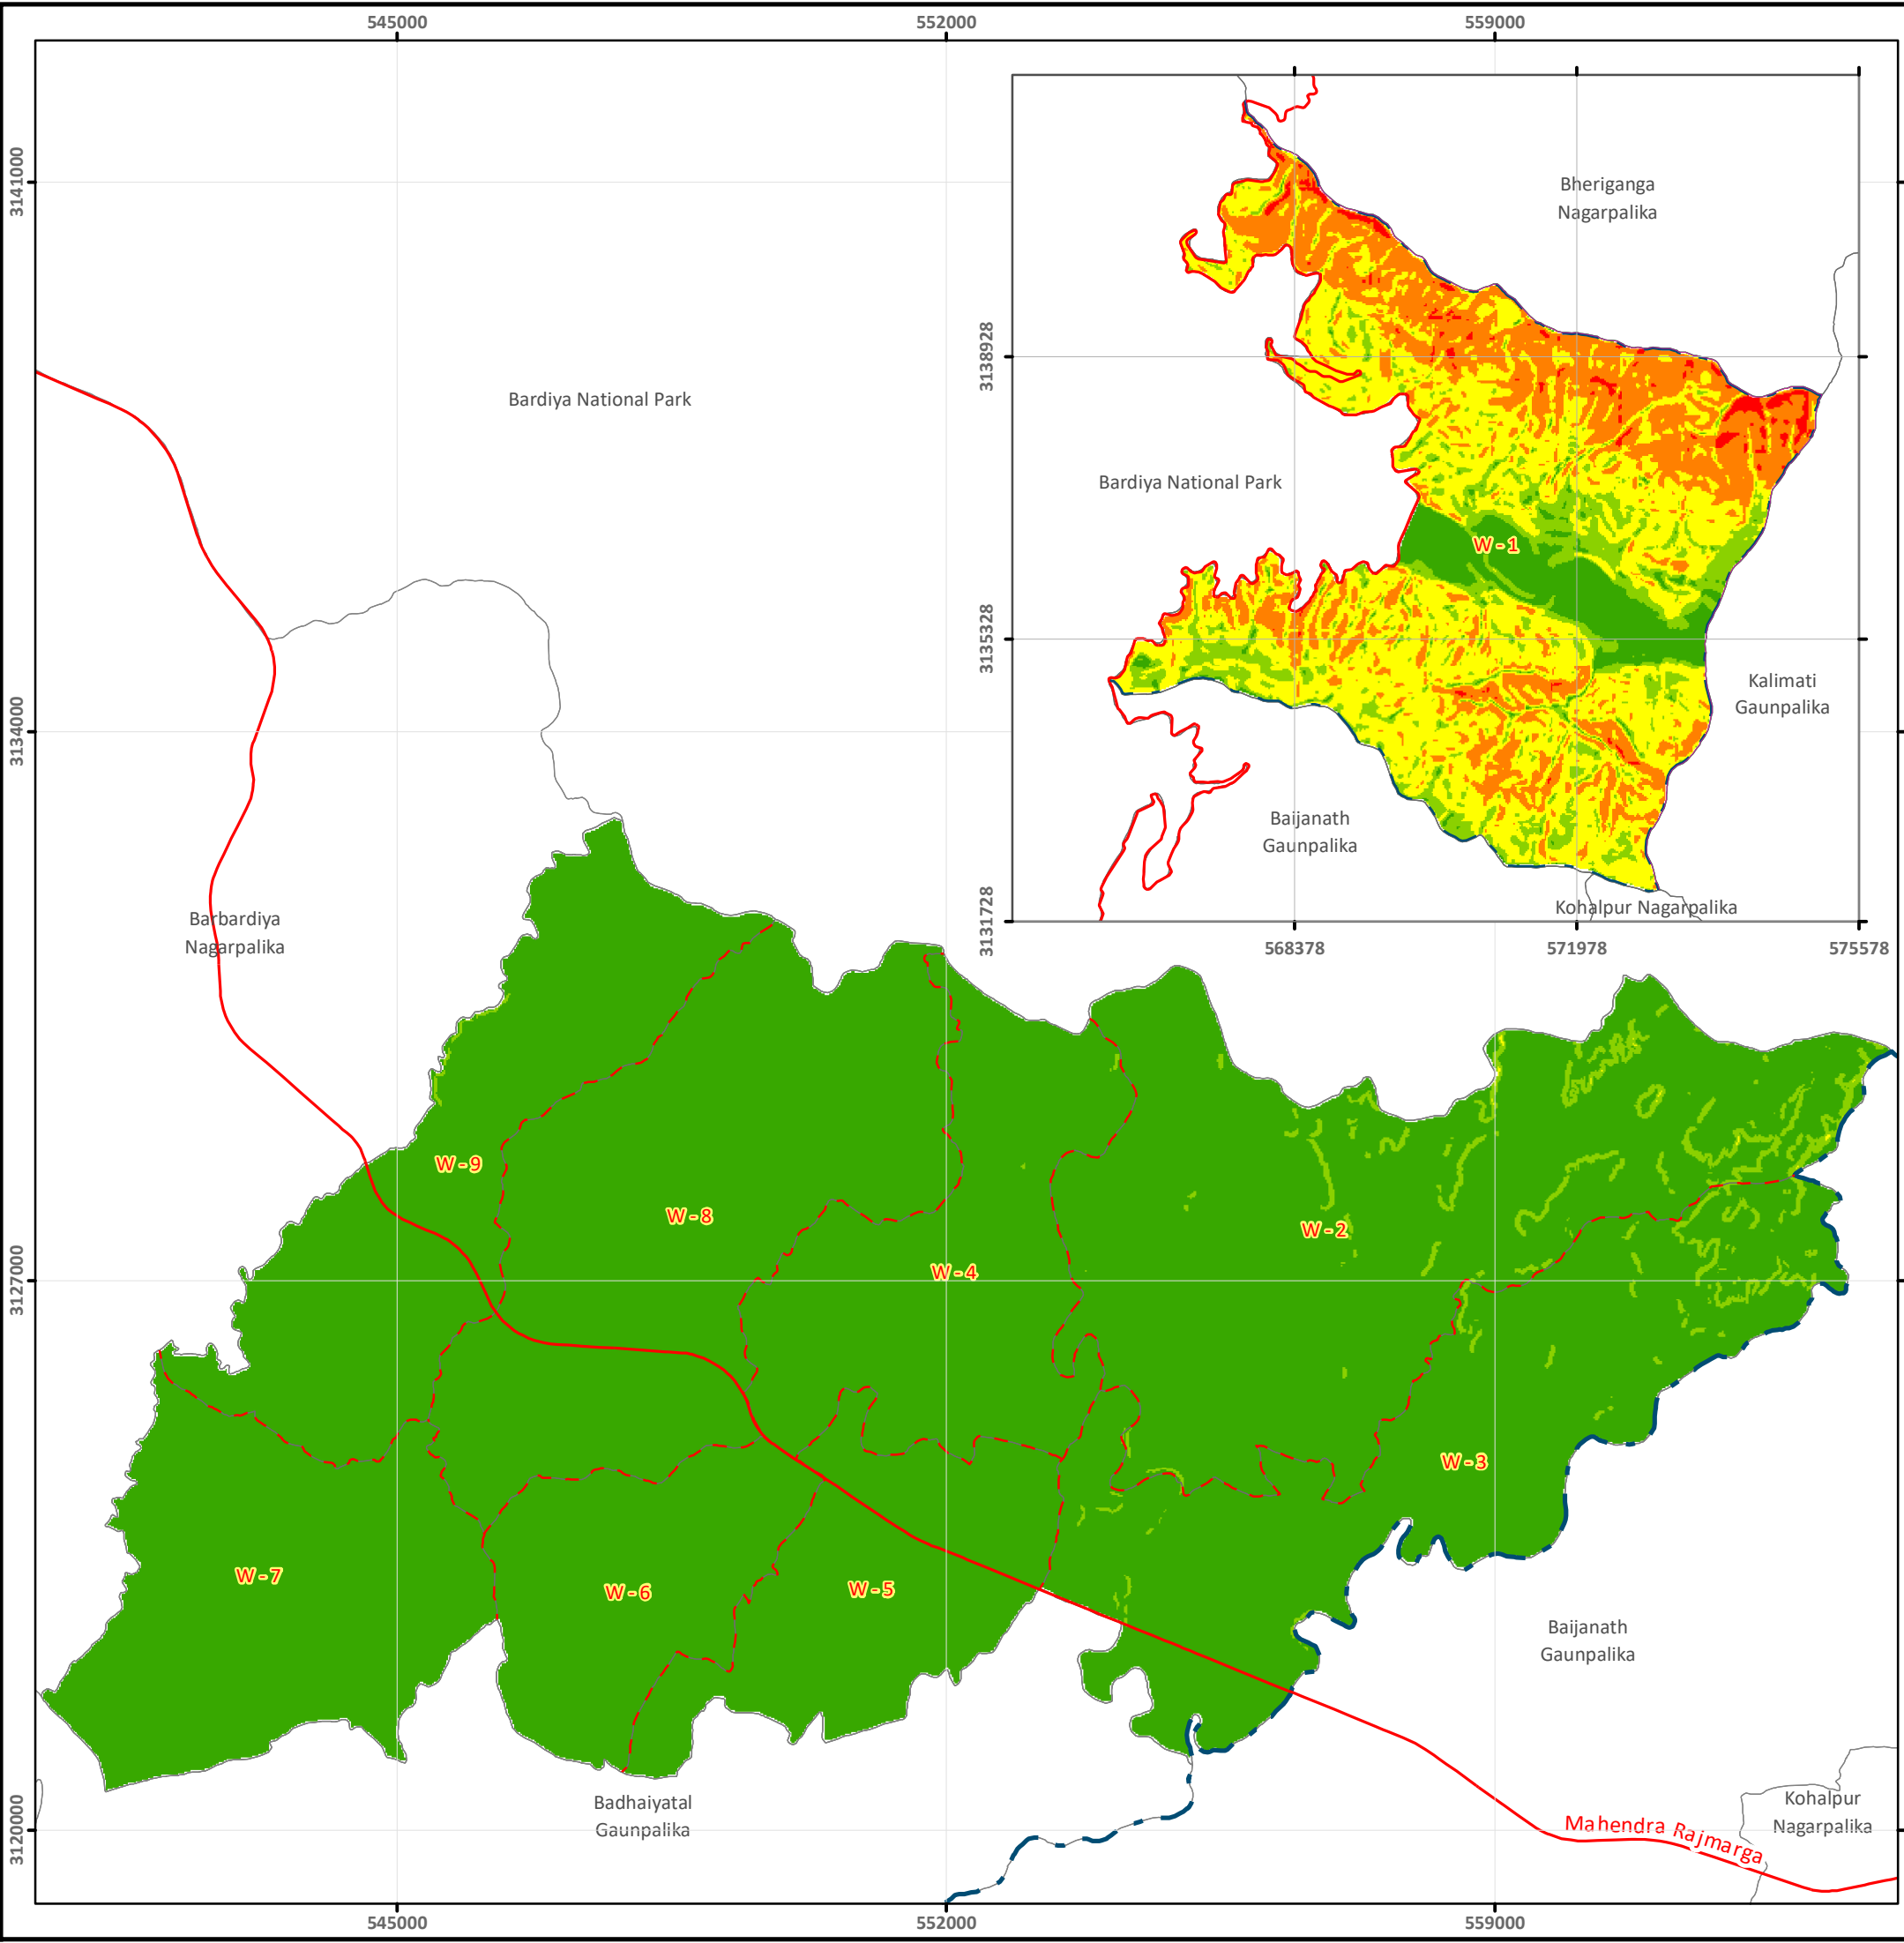 545000
552000
559000
3141000
3134000
3127000
3120000
Bheriganga
Nagarpalika
3138928
3135328
3131728
Bardiya National Park
Bardiya National Park
W - 1
Kalimati
Gaunpalika
Baijanath
Gaunpalika
Kohalpur Nagarpalika
568378
571978
575578
Barbardiya
Nagarpalika
W - 9
W - 8
W - 2
W - 4
W - 3
W - 7
W - 6
W - 5
Baijanath
Gaunpalika
Badhaiyatal
Gaunpalika
Kohalpur
Nagarpalika
Mahendra Rajmarga
545000
552000
559000